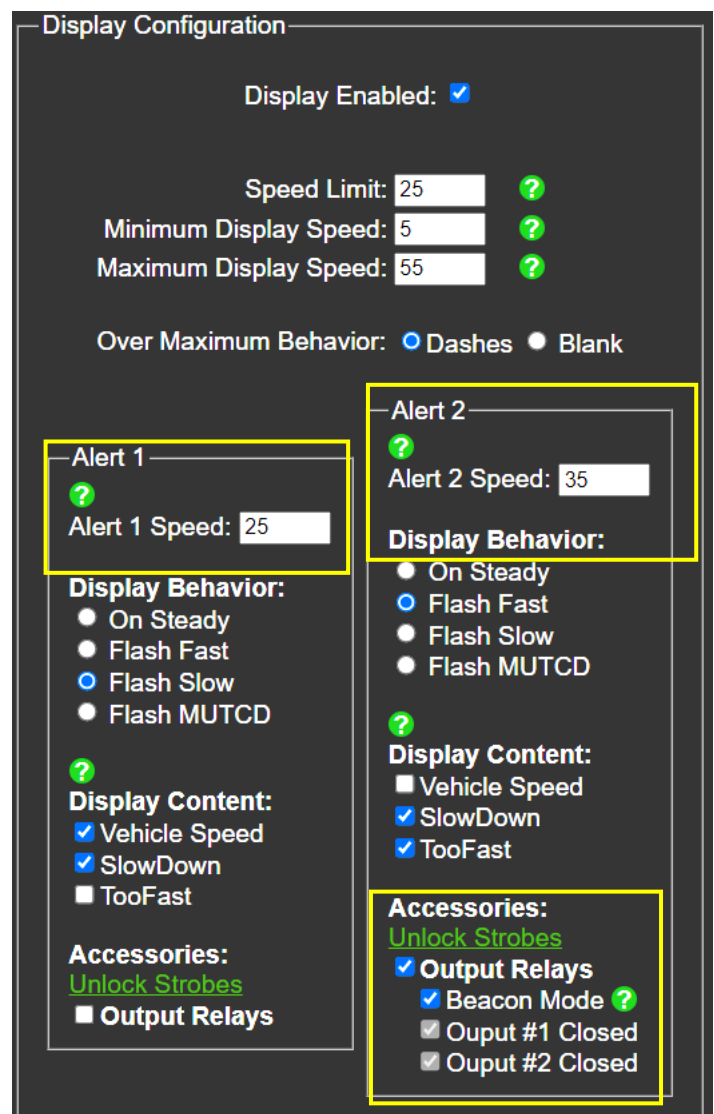 Display Configuration
Display Enabled:
Speed Limit: 25 ?
Minimum Display Speed: 5 ?
Maximum Display Speed: 55 ?
Over Maximum Behavior: Dashes Blank
Alert 1
?
Alert 1 Speed: 25
Display Behavior:
On Steady
Flash Fast
Flash Slow
Flash MUTCD
?
Display Content:
Vehicle Speed
SlowDown
TooFast
Accessories:
Unlock Strobes
Output Relays
Alert 2
?
Alert 2 Speed: 35
Display Behavior:
On Steady
Flash Fast
Flash Slow
Flash MUTCD
?
Display Content:
Vehicle Speed
SlowDown
TooFast
Accessories:
Unlock Strobes
Output Relays
Beacon Mode ?
Ouput #1 Closed
Ouput #2 Closed